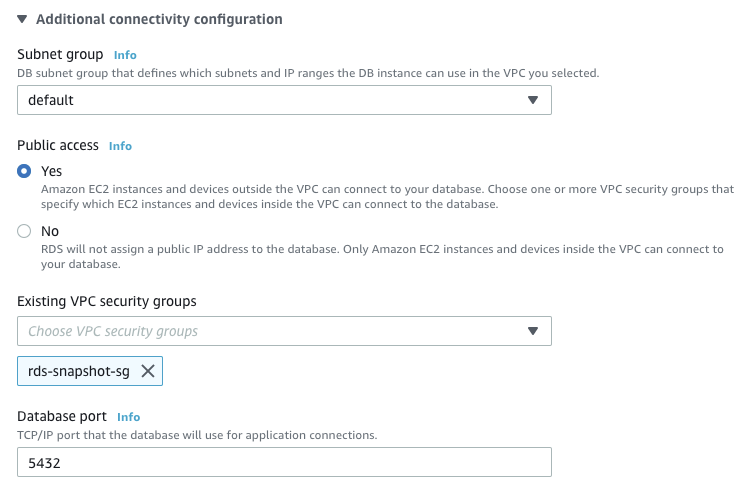 Additional connectivity configuration
Subnet group Info
DB subnet group that defines which subnets and IP ranges the DB instance can use in the VPC you selected.
default
Public access Info
Yes
Amazon EC2 instances and devices outside the VPC can connect to your database. Choose one or more VPC security groups that
specify which EC2 instances and devices inside the VPC can connect to the database.
No
RDS will not assign a public IP address to the database. Only Amazon EC2 instances and devices inside the VPC can connect to
your database.
Existing VPC security groups
Choose VPC security groups
rds-snapshot-sg
Database port Info
TCP/IP port that the database will use for application connections.
5432